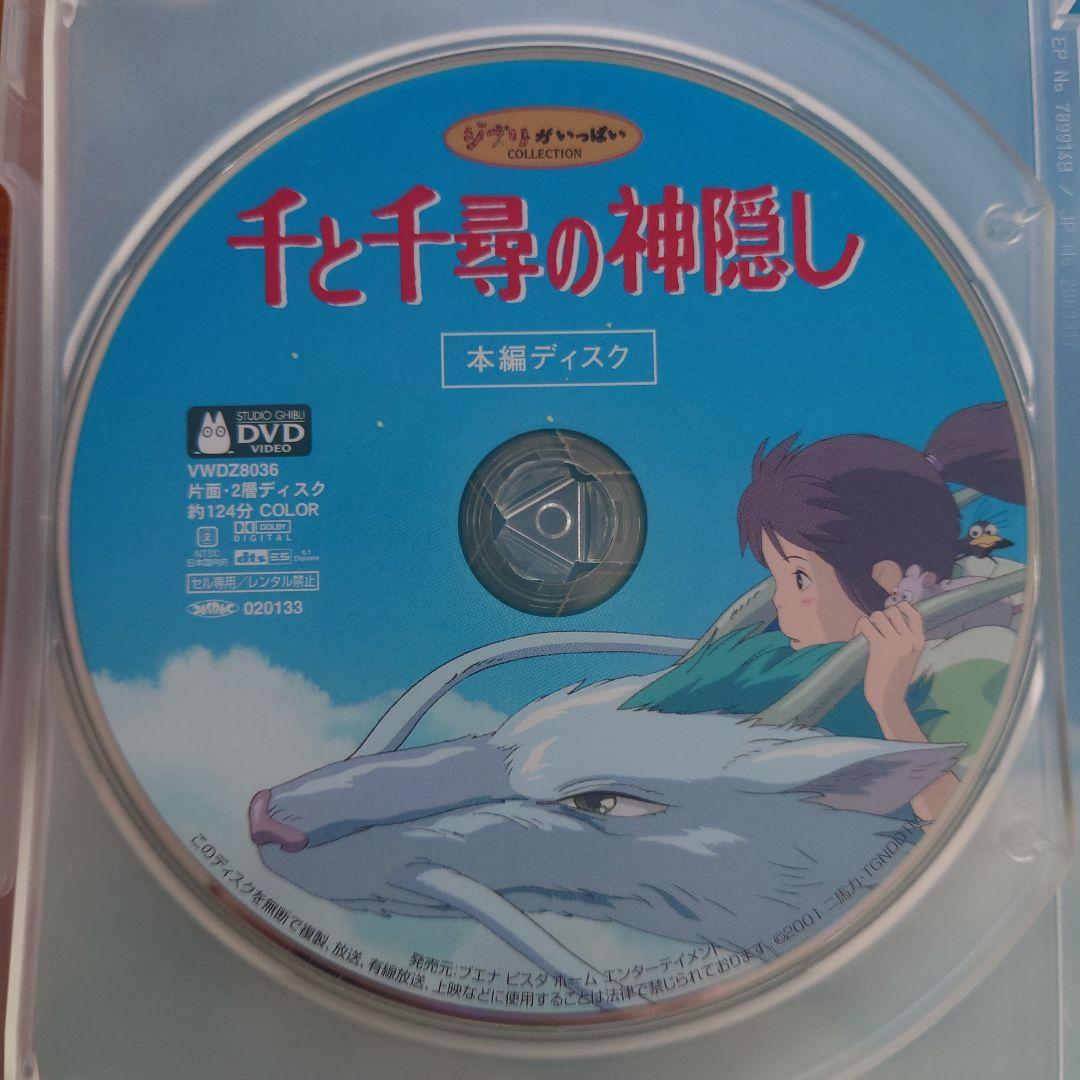 ジブリがいっぱい
COLLECTION
千と千尋の神隠し
本編ディスク
STUDIO GHIBLI
DVD
VIDEO
VWDZ8036
片面・2層ディスク
約124分 COLOR
2
NTSC
日本国内向
DOLBY
DIGITAL
dts ES
6.1
Discrete
セル専用/レンタル禁止
020133
発売元:ブエナ ビスタ ホーム エンターテイメント
このディスクを無断で複製、放送、有線放送、上映などに使用することは法律で禁じられております。©2001 二馬力・TGNDDTM
EP No 7899148 / JP No